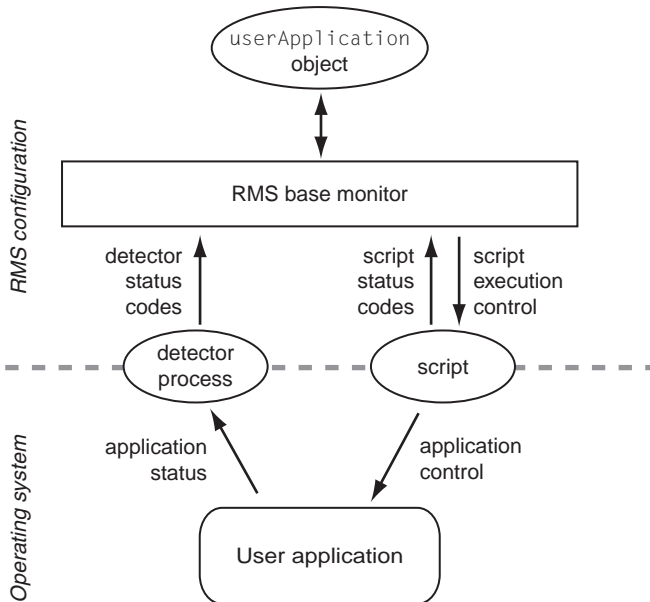 userApplication
object
RMS configuration
RMS base monitor
detector
status
codes
script
status
codes
script
execution
control
detector
process
script
Operating system
application
status
application
control
User application